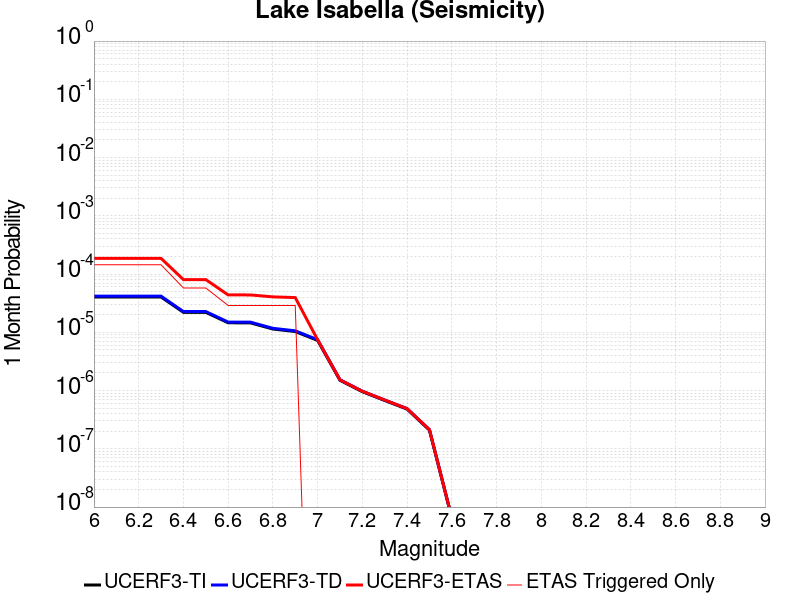 Lake Isabella (Seismicity)
10^0
10^-1
10^-2
10^-3
10^-4
10^-5
10^-6
10^-7
10^-8
1 Month Probability
6 6.2 6.4 6.6 6.8 7 7.2 7.4 7.6 7.8 8 8.2 8.4 8.6 8.8 9
Magnitude
UCERF3-TI UCERF3-TD UCERF3-ETAS ETAS Triggered Only